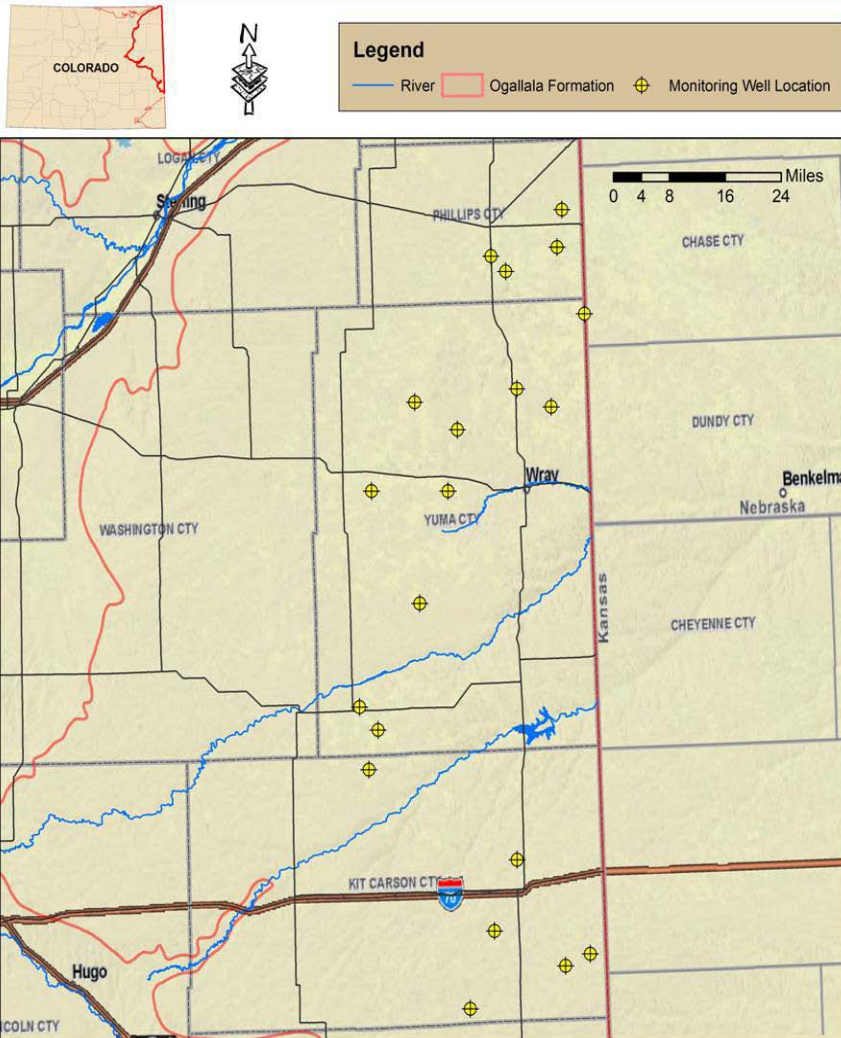 COLORADO
N
Legend
River
Ogallala Formation
Monitoring Well Location
LOGAN CTY
Sterling
PHILLIPS CTY
Miles
0 4 8 16 24
CHASE CTY
DUNDY CTY
Wray
Benkelma
Nebraska
YUMA CTY
WASHINGTON CTY
Kansas
CHEYENNE CTY
KIT CARSON CTY
70
Hugo
NCOLN CTY